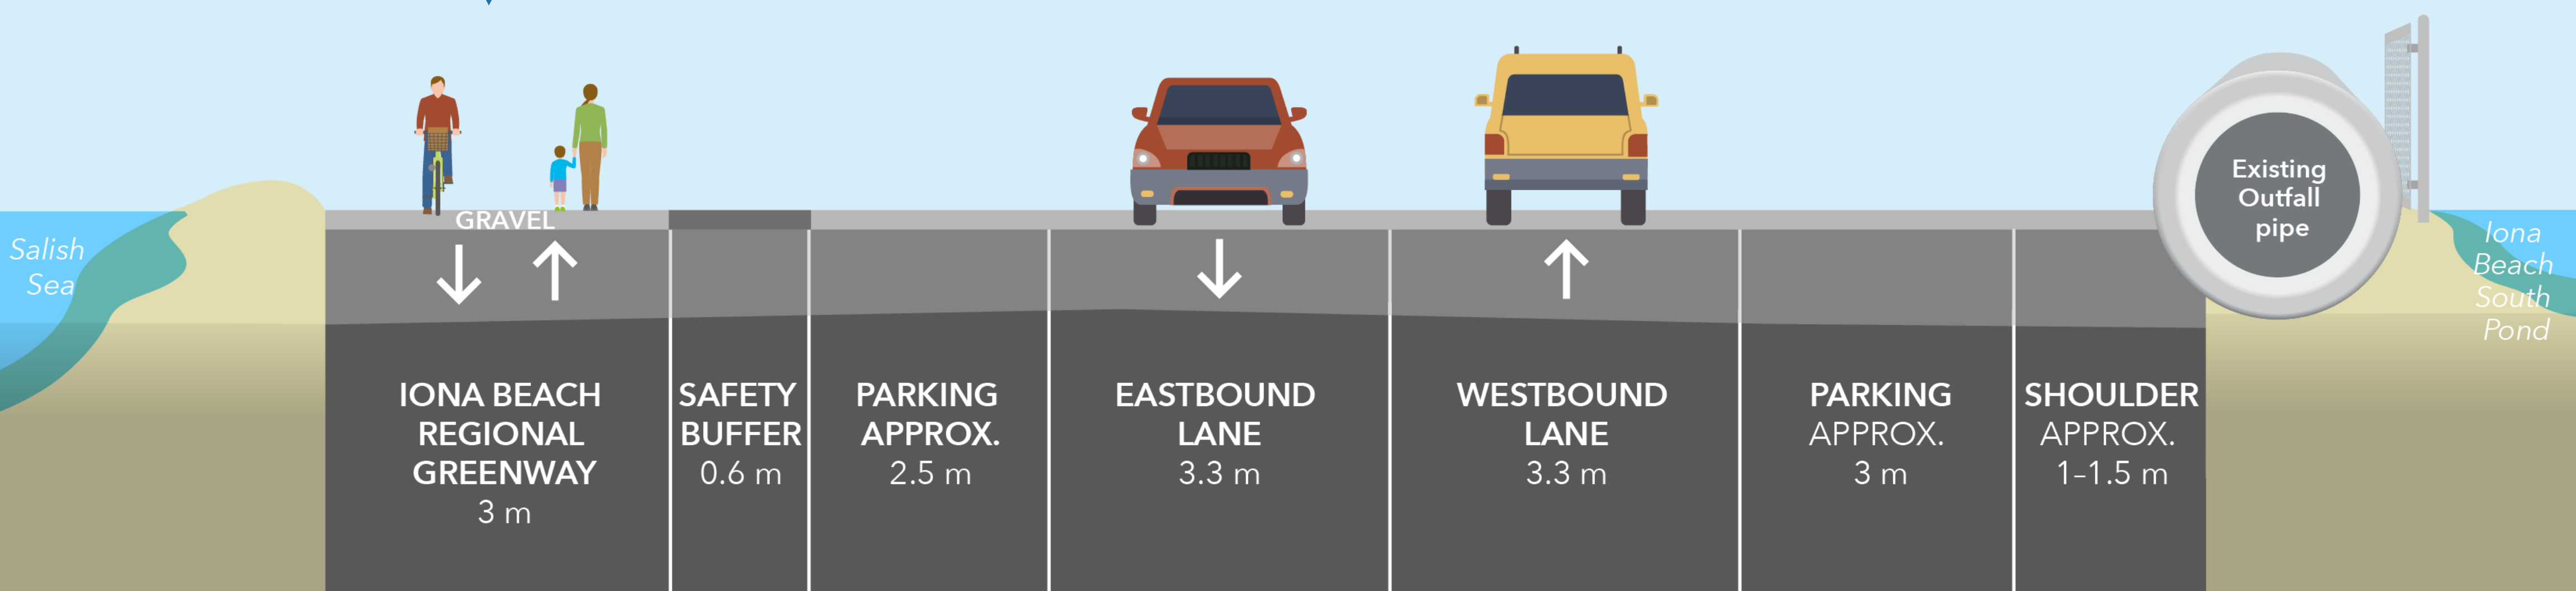 Salish
Sea
GRAVEL
IONA BEACH
REGIONAL
GREENWAY
3 m
SAFETY
BUFFER
0.6 m
PARKING
APPROX.
2.5 m
EASTBOUND
LANE
3.3 m
WESTBOUND
LANE
3.3 m
PARKING
APPROX.
3 m
SHOULDER
APPROX.
1–1.5 m
Existing
Outfall
pipe
Iona
Beach
South
Pond